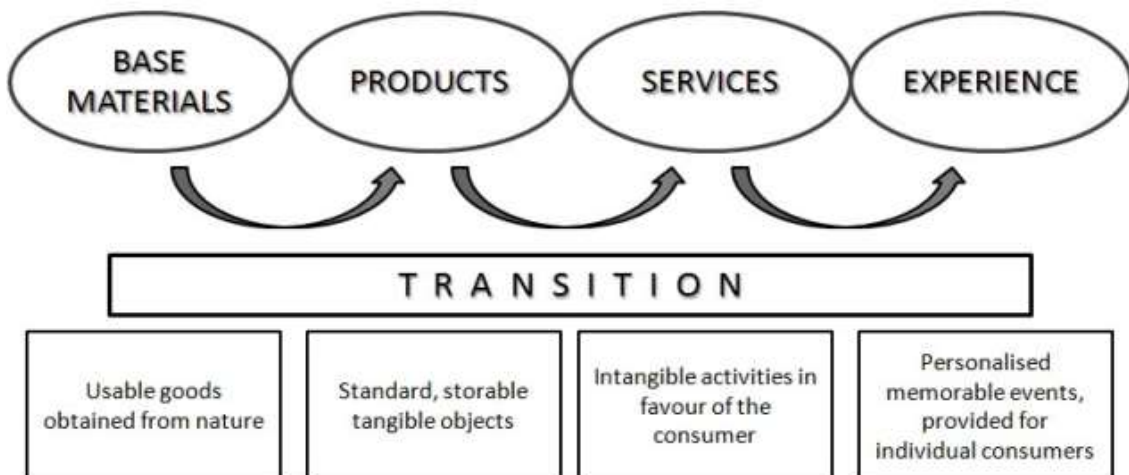 BASE
MATERIALS
PRODUCTS
SERVICES
EXPERIENCE
TRANSITION
Usable goods
obtained from nature
Standard, storable
tangible objects
Intangible activities in
favour of the
consumer
Personalised
memorable events,
provided for
individual consumers